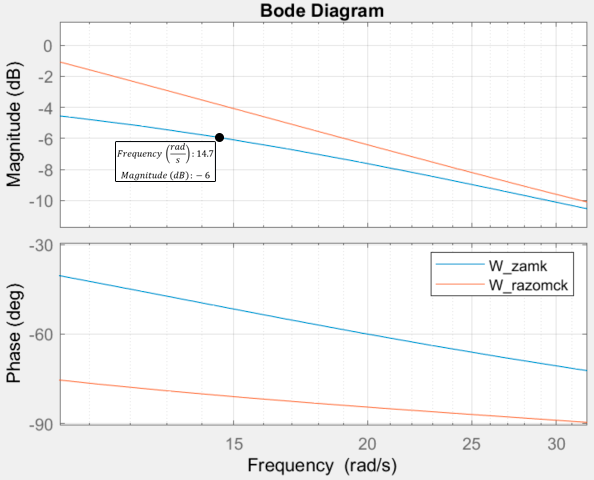 Bode Diagram
Magnitude (dB)
0
-2
-4
-6
-8
-10
Frequency (rad/s): 14.7
Magnitude (dB): − 6
Phase (deg)
-30
-60
-90
W_zamk
W_razomck
15
20
25
30
Frequency (rad/s)